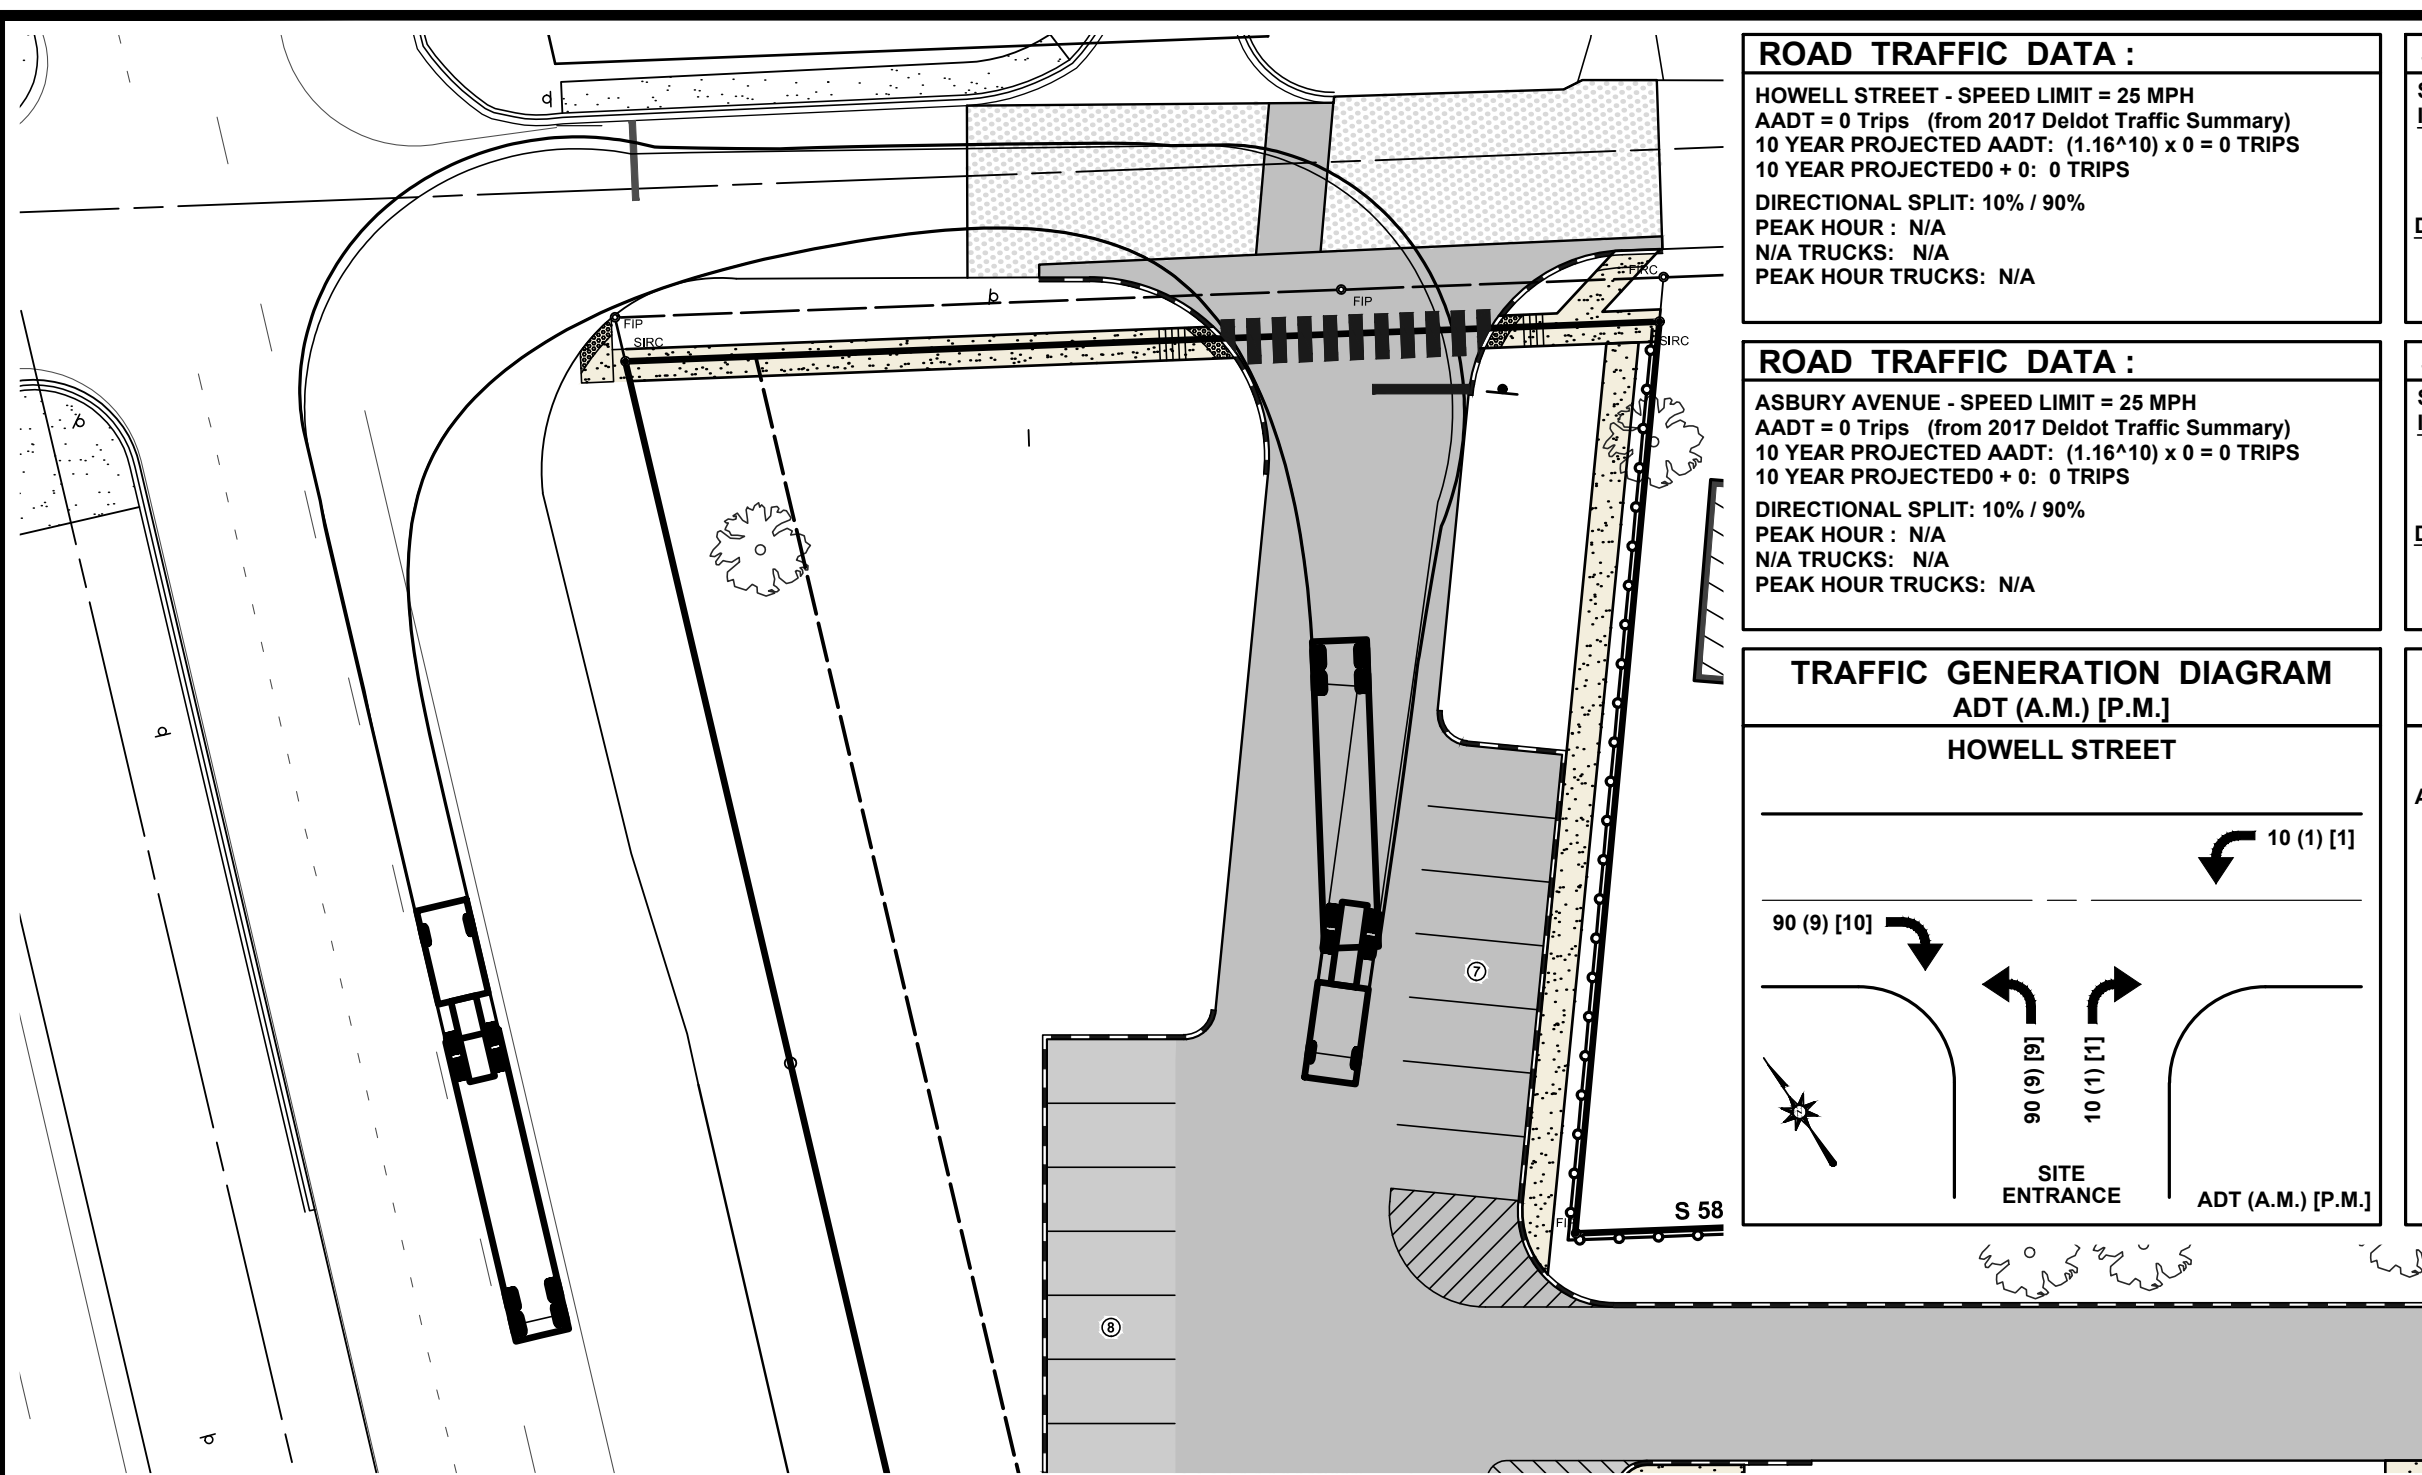 ROAD TRAFFIC DATA :
HOWELL STREET - SPEED LIMIT = 25 MPH
AADT = 0 Trips (from 2017 Deldot Traffic Summary)
10 YEAR PROJECTED AADT: (1.16^10) x 0 = 0 TRIPS
10 YEAR PROJECTED0 + 0: 0 TRIPS
DIRECTIONAL SPLIT: 10% / 90%
PEAK HOUR : N/A
N/A TRUCKS: N/A
PEAK HOUR TRUCKS: N/A
ROAD TRAFFIC DATA :
ASBURY AVENUE - SPEED LIMIT = 25 MPH
AADT = 0 Trips (from 2017 Deldot Traffic Summary)
10 YEAR PROJECTED AADT: (1.16^10) x 0 = 0 TRIPS
10 YEAR PROJECTED0 + 0: 0 TRIPS
DIRECTIONAL SPLIT: 10% / 90%
PEAK HOUR : N/A
N/A TRUCKS: N/A
PEAK HOUR TRUCKS: N/A
TRAFFIC GENERATION DIAGRAM
ADT (A.M.) [P.M.]
HOWELL STREET
10 (1) [1]
90 (9) [10]
90 (9) [9]
10 (1) [1]
SITE
ENTRANCE
ADT (A.M.) [P.M.]
FIRC
FIP
FIP
SIRC
SIRC
7
8
S 58